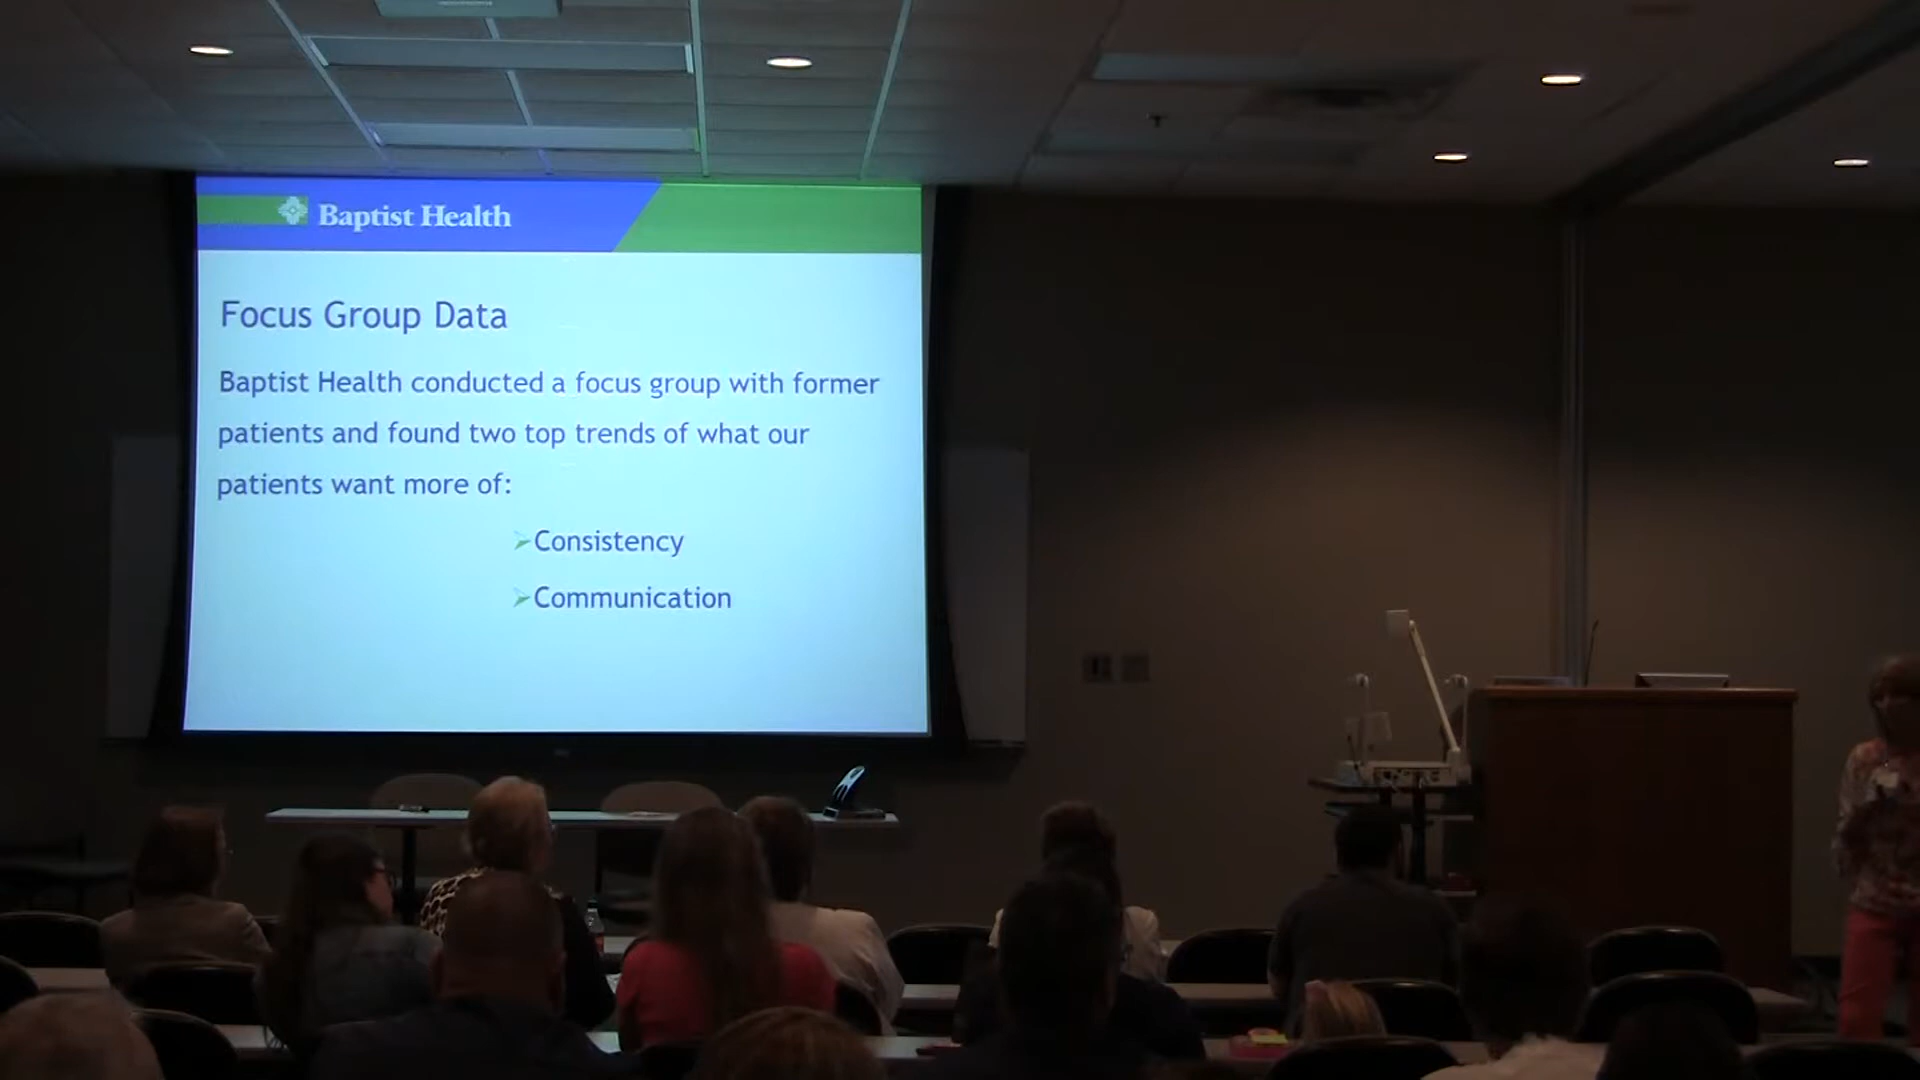 Baptist Health
Focus Group Data
Baptist Health conducted a focus group with former
patients and found two top trends of what our
patients want more of:
Consistency
Communication